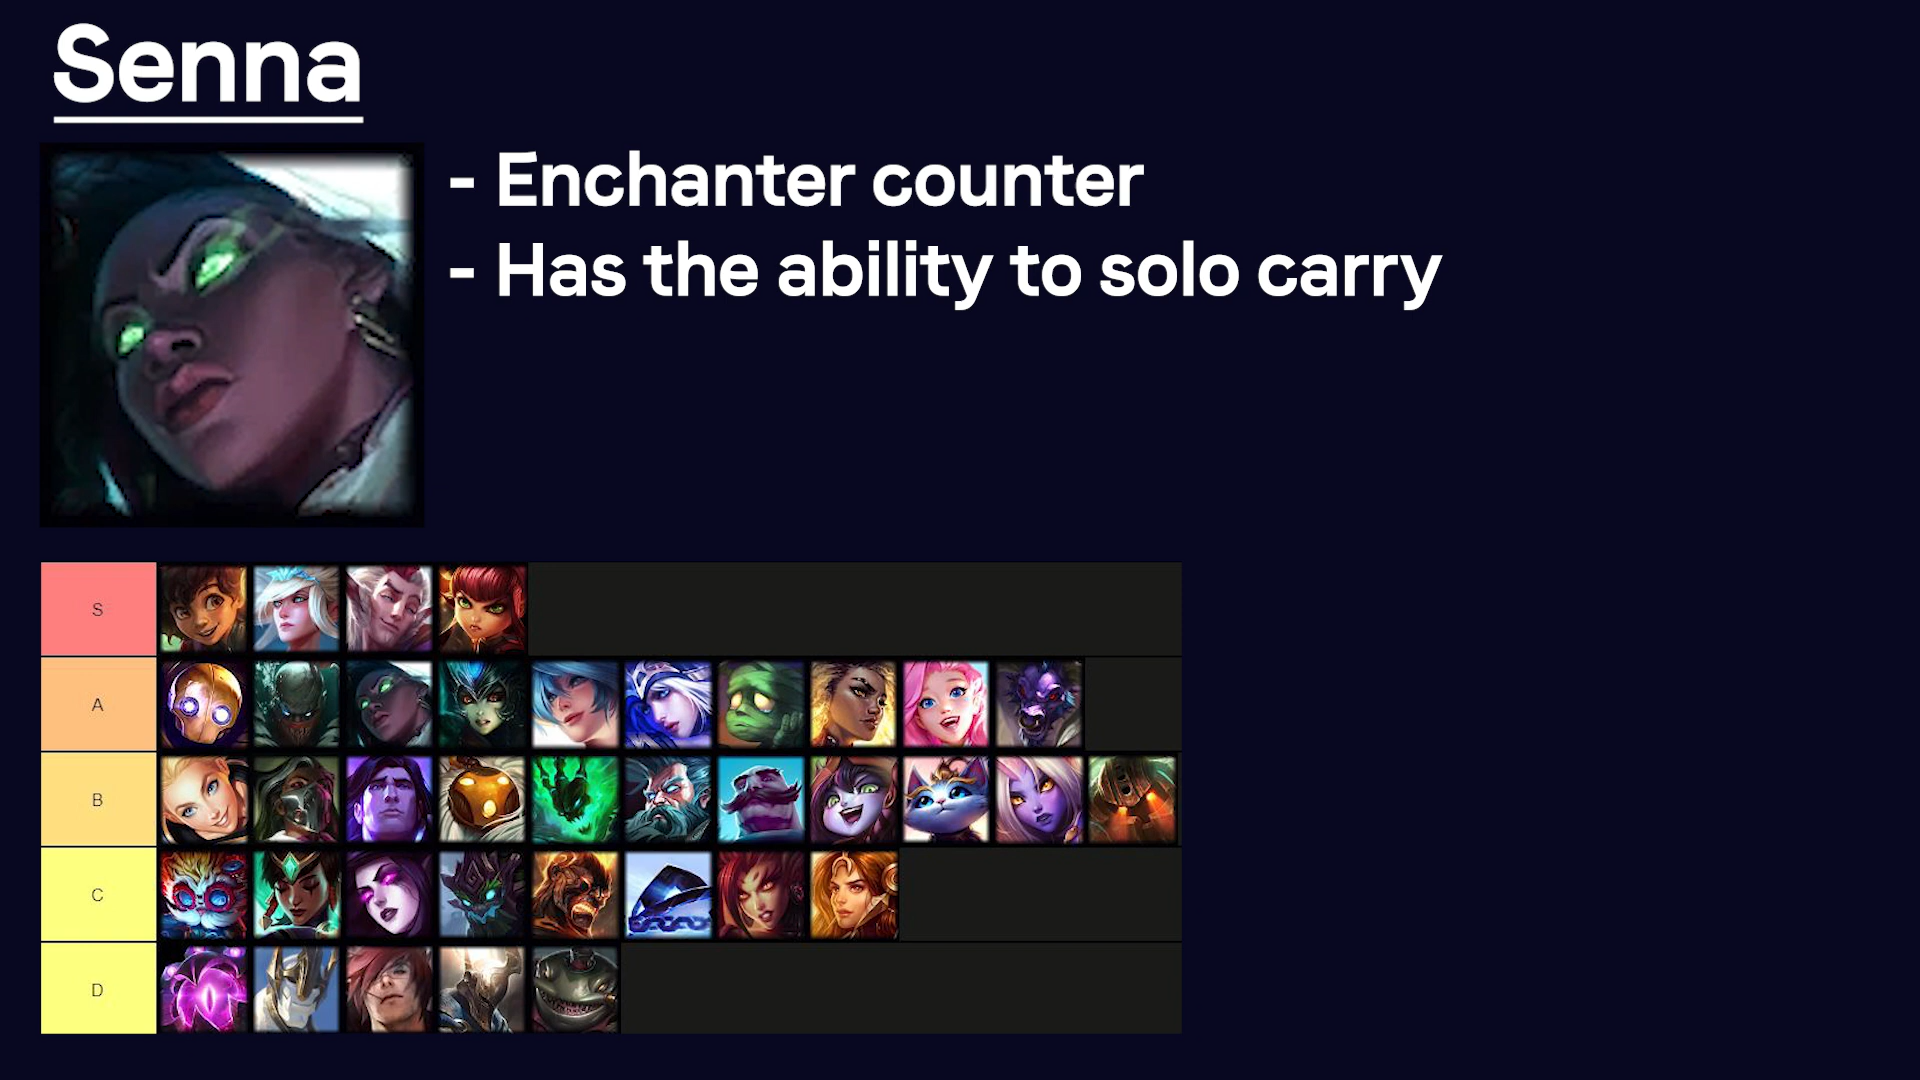 Senna
- Enchanter counter
- Has the ability to solo carry
S
A
B
C
D